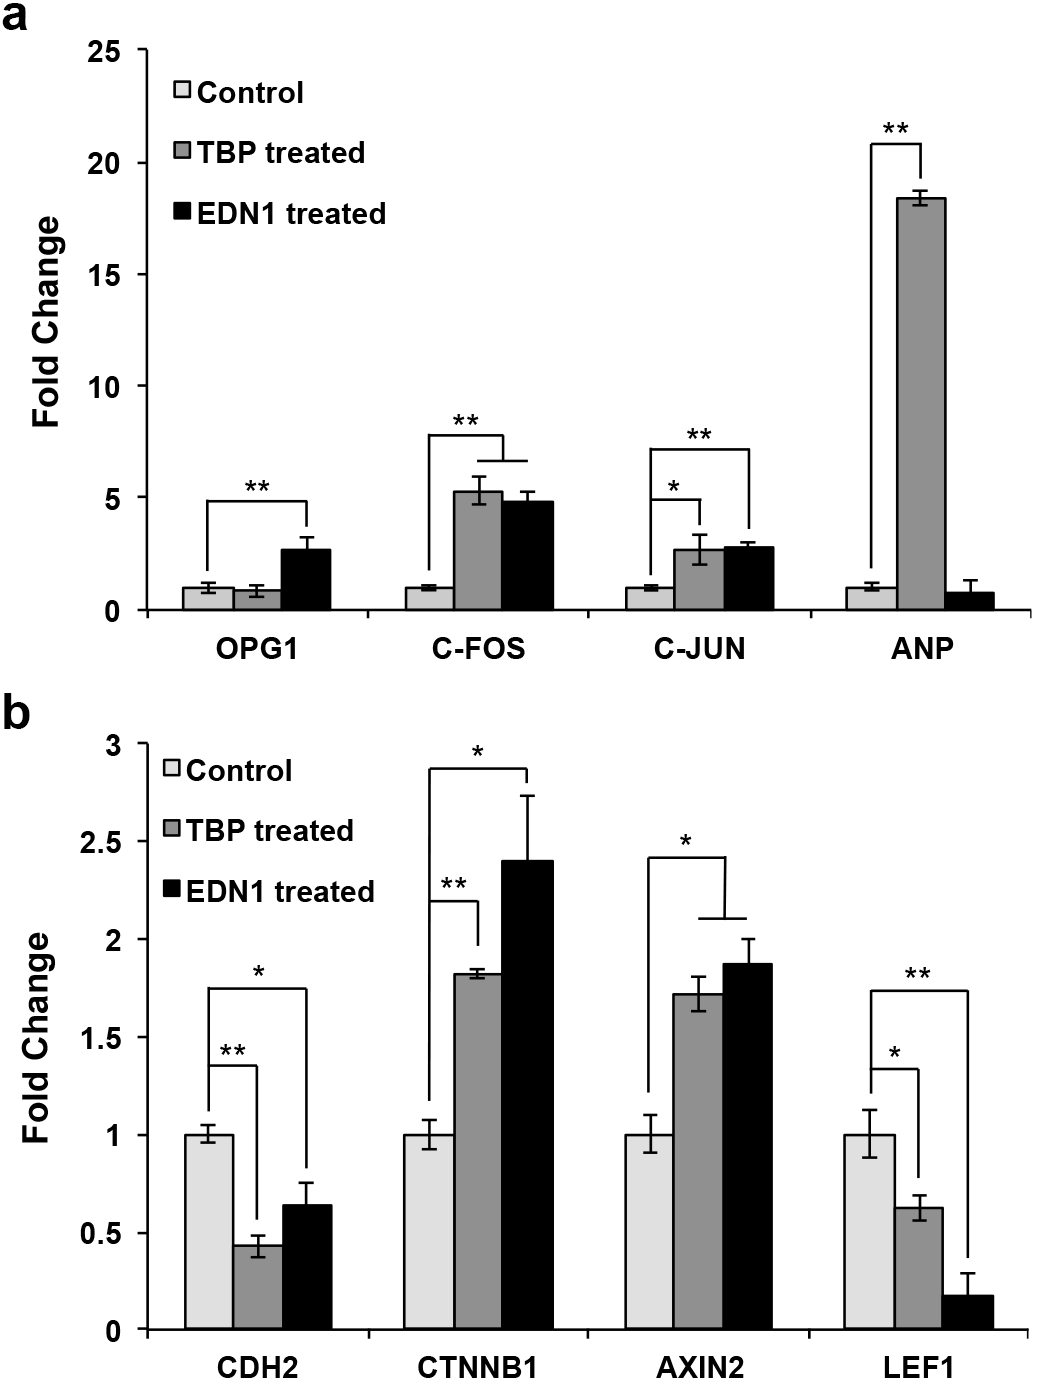 a
25
20
15
10
5
0
Fold Change
Control
TBP treated
EDN1 treated
**
**
**
*
**
OPG1 C-FOS C-JUN ANP
b
3
2.5
2
1.5
1
0.5
0
Fold Change
Control
TBP treated
EDN1 treated
*
**
*
**
*
**
*
CDH2 CTNNB1 AXIN2 LEF1